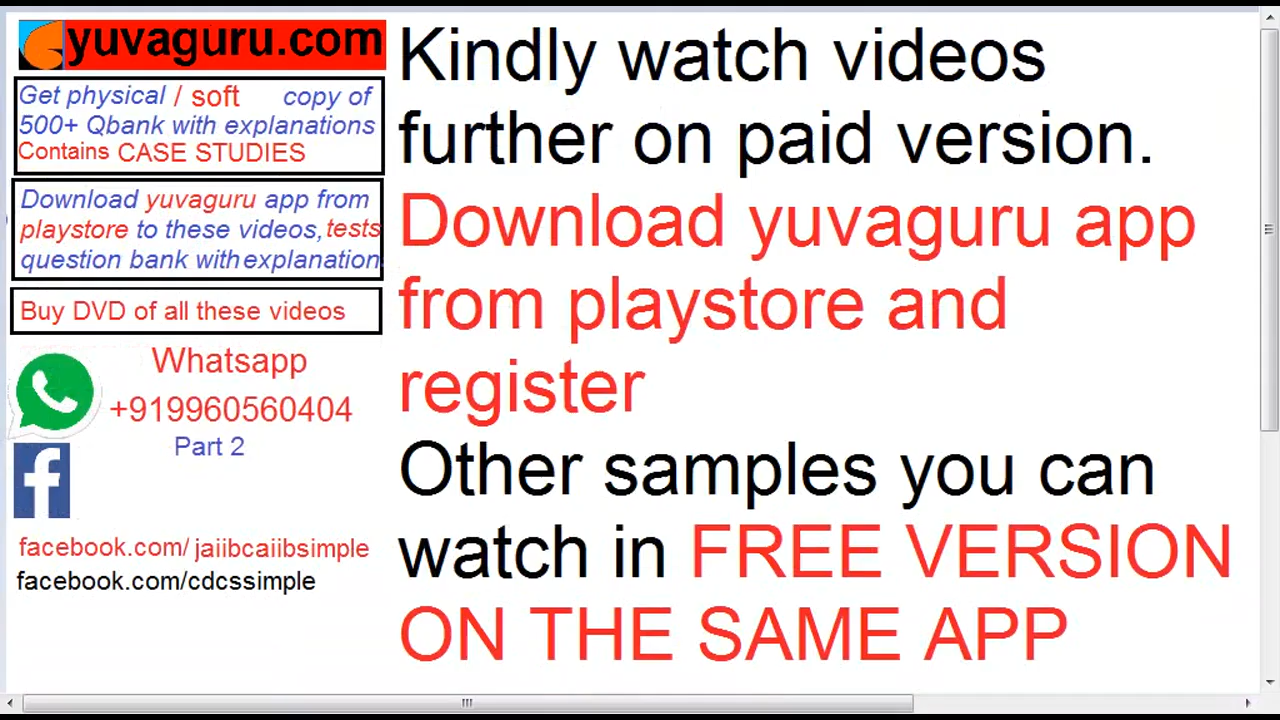 yuvaguru.com
Get physical / soft copy of
500+ Qbank with explanations
Contains CASE STUDIES
Download yuvaguru app from
playstore to these videos, tests
question bank with explanation
Buy DVD of all these videos
Whatsapp
+919960560404
Part 2
facebook.com/ jaiibcaiibsimple
facebook.com/cdcssimple
Kindly watch videos
further on paid version.
Download yuvaguru app
from playstore and
register
Other samples you can
watch in FREE VERSION
ON THE SAME APP